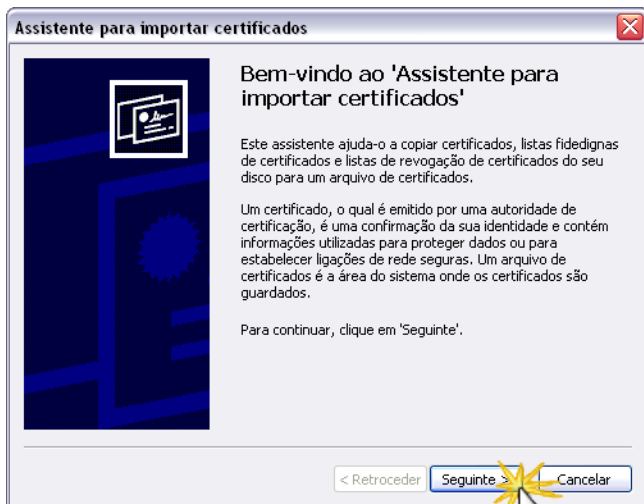 Assistente para importar certificados
Bem-vindo ao 'Assistente para
importar certificados'
Este assistente ajuda-o a copiar certificados, listas fidedignas
de certificados e listas de revogação de certificados do seu
disco para um arquivo de certificados.
Um certificado, o qual é emitido por uma autoridade de
certificação, é uma confirmação da sua identidade e contém
informações utilizadas para proteger dados ou para
estabelecer ligações de rede seguras. Um arquivo de
certificados é a área do sistema onde os certificados são
guardados.
Para continuar, clique em 'Seguinte'.
< Retroceder Seguinte > Cancelar